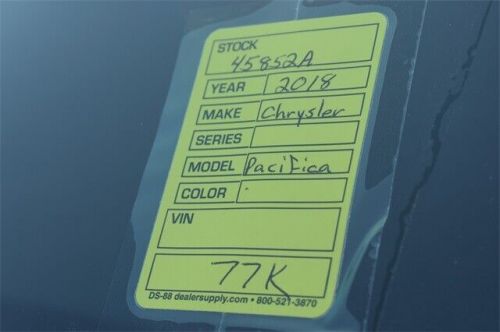 STOCK
45852A
YEAR 2018
MAKE Chrysler
SERIES
MODEL Pacifica
COLOR
VIN
77K
DS-88 dealersupply.com • 800-521-3870